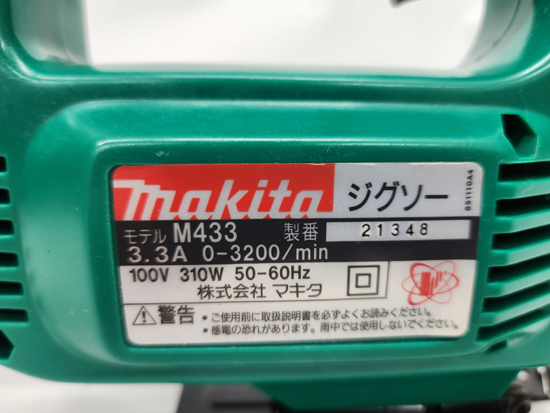 makita ジグソー
モデル M433 製番 21348
3.3A 0-3200/min
100V 310W 50-60Hz
株式会社 マキタ
警告 ・ご使用前に取扱説明書を必ずよくお読みください。
・感電の恐れがあります。雨中では使用しないでください。
851110A4